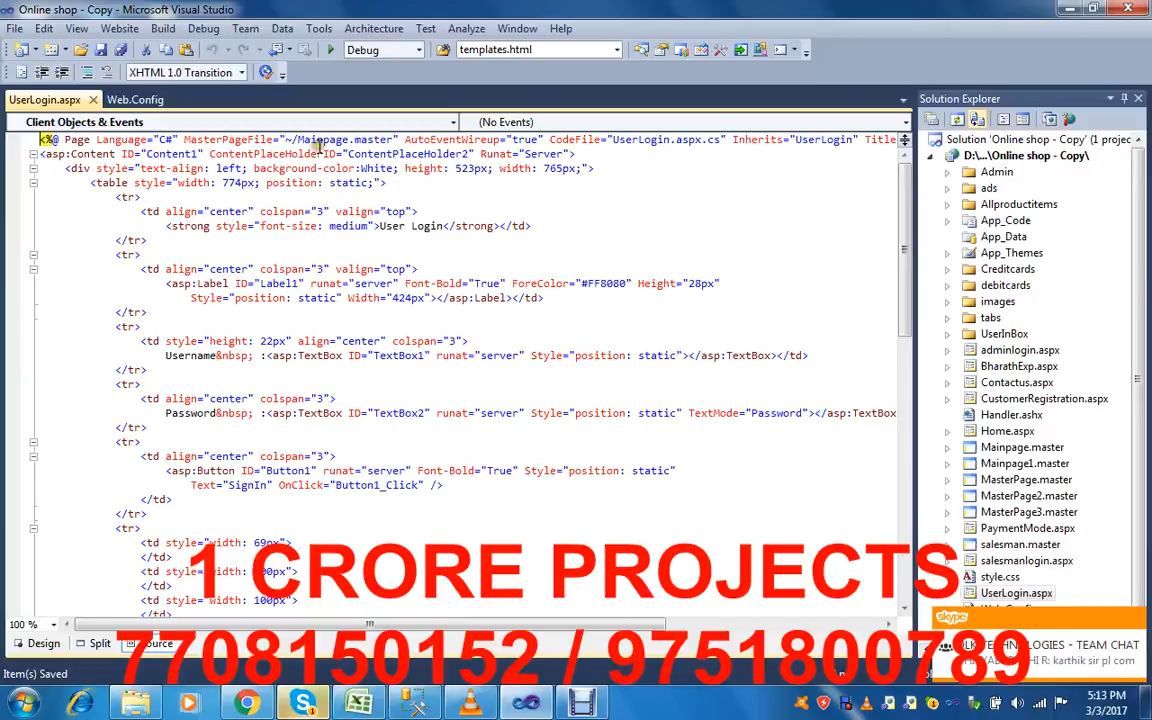 Online shop - Copy - Microsoft Visual Studio
File Edit View Website Build Debug Team Data Tools Architecture Test Analyze Window Help
Debug templates.html
XHTML 1.0 Transition
UserLogin.aspx Web.Config
Client Objects & Events (No Events)
<%@ Page Language="C#" MasterPageFile="~/Mainpage.master" AutoEventWireup="true" CodeFile="UserLogin.aspx.cs" Inherits="UserLogin" Title
<asp:Content ID="Content1" ContentPlaceHolderID="ContentPlaceHolder2" Runat="Server">
<div style="text-align: left; background-color:White; height: 523px; width: 765px;">
<table style="width: 774px; position: static;">
<tr>
<td align="center" colspan="3" valign="top">
<strong style="font-size: medium">User Login</strong></td>
</tr>
<tr>
<td align="center" colspan="3" valign="top">
<asp:Label ID="Label1" runat="server" Font-Bold="True" ForeColor="#FF8080" Height="28px"
Style="position: static" Width="424px"></asp:Label></td>
</tr>
<tr>
<td style="height: 22px" align="center" colspan="3">
Username&nbsp; :<asp:TextBox ID="TextBox1" runat="server" Style="position: static"></asp:TextBox></td>
</tr>
<tr>
<td align="center" colspan="3">
Password&nbsp; :<asp:TextBox ID="TextBox2" runat="server" Style="position: static" TextMode="Password"></asp:TextBox
</tr>
<tr>
<td align="center" colspan="3">
<asp:Button ID="Button1" runat="server" Font-Bold="True" Style="position: static"
Text="SignIn" OnClick="Button1_Click" />
</td>
</tr>
<tr>
<td style="width: 69px">
</td>
</td>
<td style="width: 100px">
100 %
Design Split Source
Item(s) Saved
Solution Explorer
Solution 'Online shop - Copy' (1 projec
E:\...\Online shop - Copy\
Admin
ads
Allproductitems
App_Code
App_Data
App_Themes
Creditcards
debitcards
images
tabs
UserInBox
adminlogin.aspx
BharathExp.aspx
Contactus.aspx
CustomerRegistration.aspx
Handler.ashx
Home.aspx
Mainpage.master
Mainpage1.master
MasterPage.master
MasterPage2.master
MasterPage3.master
PaymentMode.aspx
salesman.master
salesmanlogin.aspx
style.css
UserLogin.aspx
1 CRORE PROJECTS
7708150152 / 9751800789
skype
TECHNOLOGIES - TEAM CHAT
R: karthik sir pl com
5:13 PM
3/3/2017